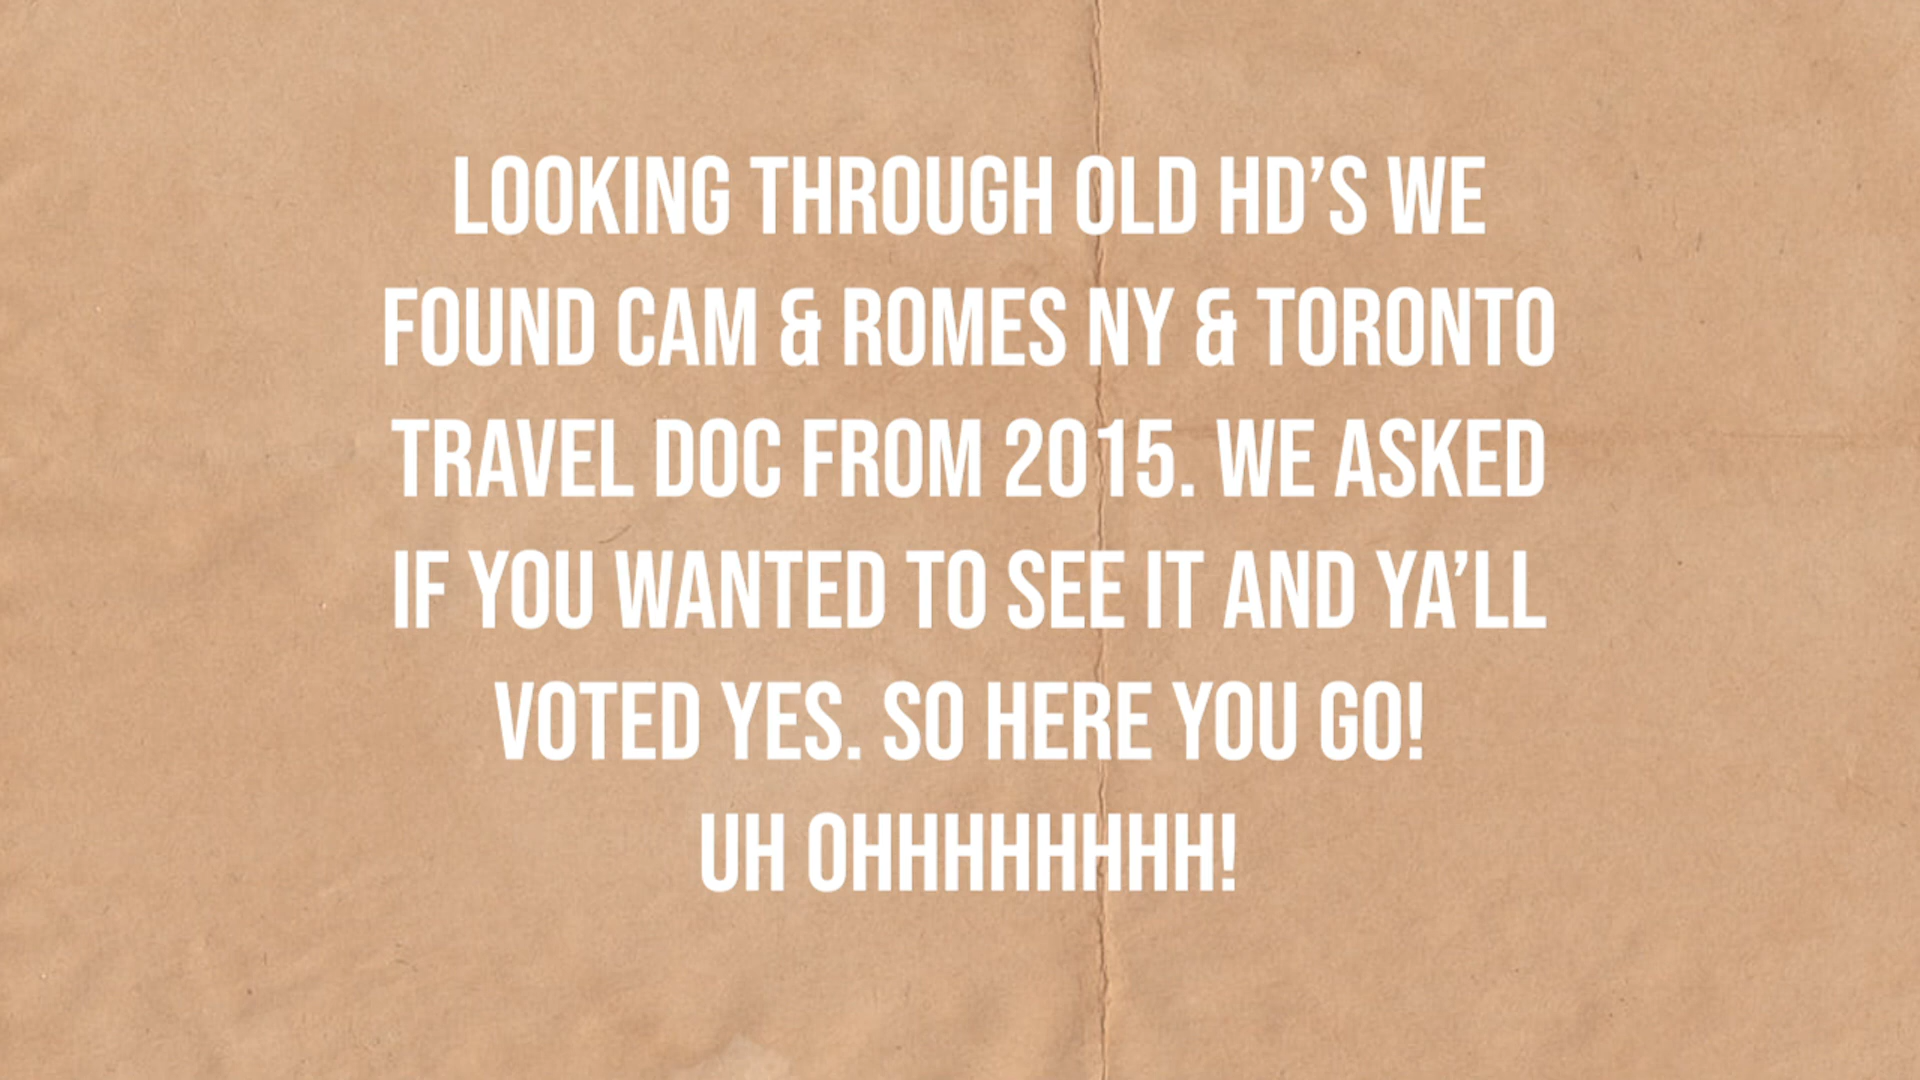 LOOKING THROUGH OLD HD’S WE
FOUND CAM & ROMES NY & TORONTO
TRAVEL DOC FROM 2015. WE ASKED
IF YOU WANTED TO SEE IT AND YA’LL
VOTED YES. SO HERE YOU GO!
UH OHHHHHHHH!